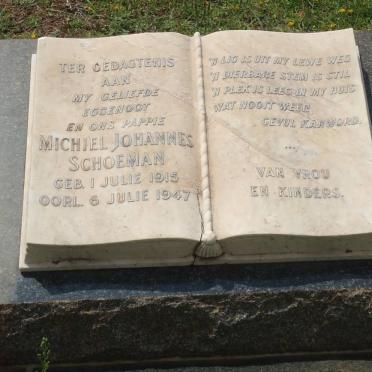 TER GEDAGTENIS
AAN
MY GELIEFDE
EGGENOOT
EN ONS PAPPIE
MICHIEL JOHANNES
SCHOEMAN
GEB. 1 JULIE 1915
OORL. 6 JULIE 1947
'N LIG IS UIT MY LEWE WEG
'N DIERBARE STEM IS STIL
'N PLEK IS LEEG IN MY HUIS
WAT NOOIT WEER
GEVUL KAN WORD.
...
VAN VROU
EN KINDERS.